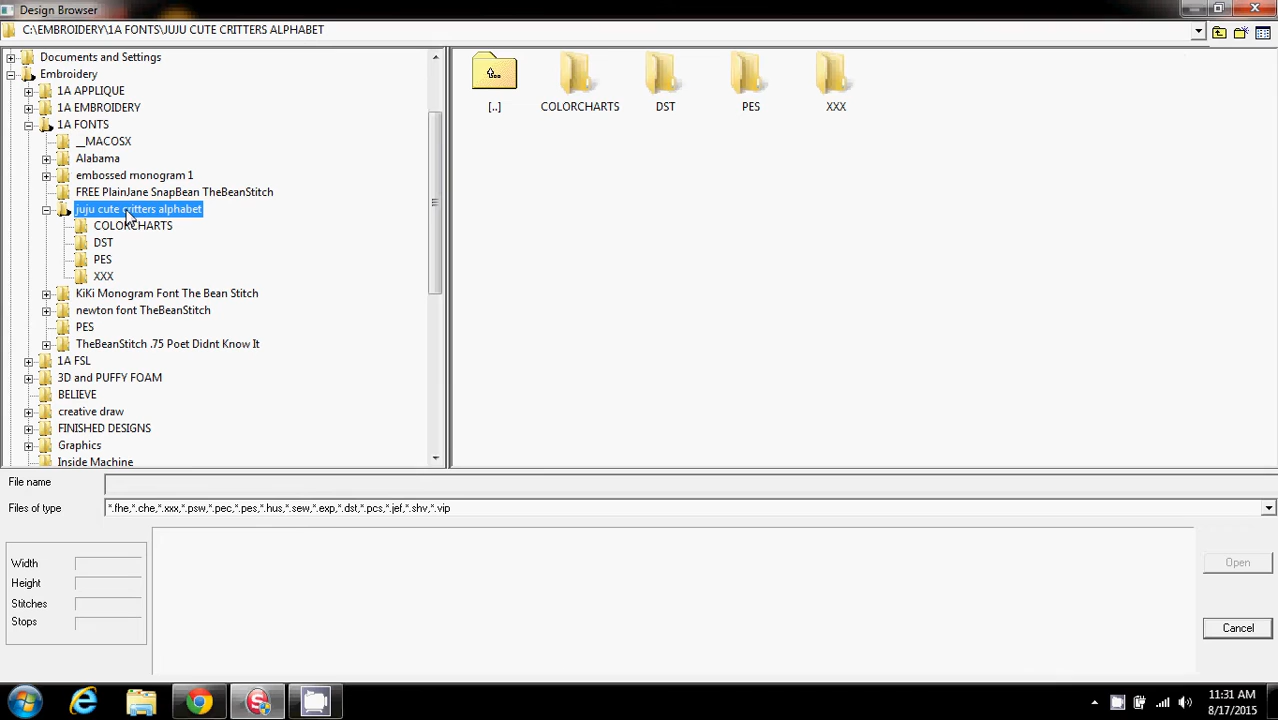 Design Browser
C:\EMBROIDERY\1A FONTS\JUJU CUTE CRITTERS ALPHABET
Documents and Settings
Embroidery
1A APPLIQUE
1A EMBROIDERY
1A FONTS
__MACOSX
Alabama
embossed monogram 1
FREE PlainJane SnapBean TheBeanStitch
juju cute critters alphabet
COLORCHARTS
DST
PES
XXX
KiKi Monogram Font The Bean Stitch
newton font TheBeanStitch
PES
TheBeanStitch .75 Poet Didnt Know It
1A FSL
3D and PUFFY FOAM
BELIEVE
creative draw
FINISHED DESIGNS
Graphics
Inside Machine
[..]
COLORCHARTS
DST
PES
XXX
File name
Files of type
*.fhe,*.che,*.xxx,*.psw,*.pec,*.pes,*.hus,*.sew,*.exp,*.dst,*.pcs,*.jef,*.shv,*.vip
Width
Height
Stitches
Stops
Open
Cancel
11:31 AM
8/17/2015